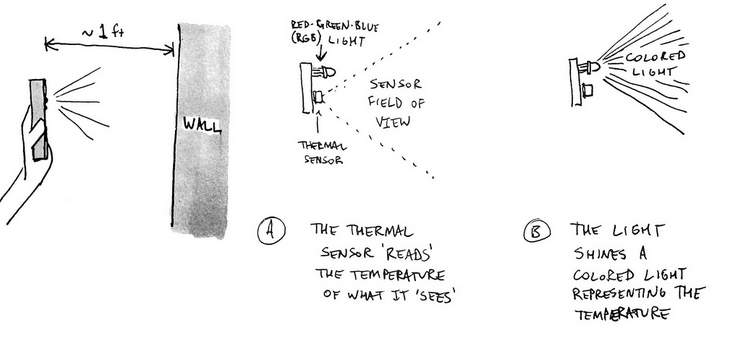 ~ 1 ft
WALL
RED-GREEN-BLUE
(RGB) LIGHT
SENSOR
FIELD OF
VIEW
THERMAL
SENSOR
COLORED
LIGHT
A THE THERMAL
SENSOR 'READS'
THE TEMPERATURE
OF WHAT IT 'SEES'
B THE LIGHT
SHINES A
COLORED LIGHT
REPRESENTING THE
TEMPERATURE